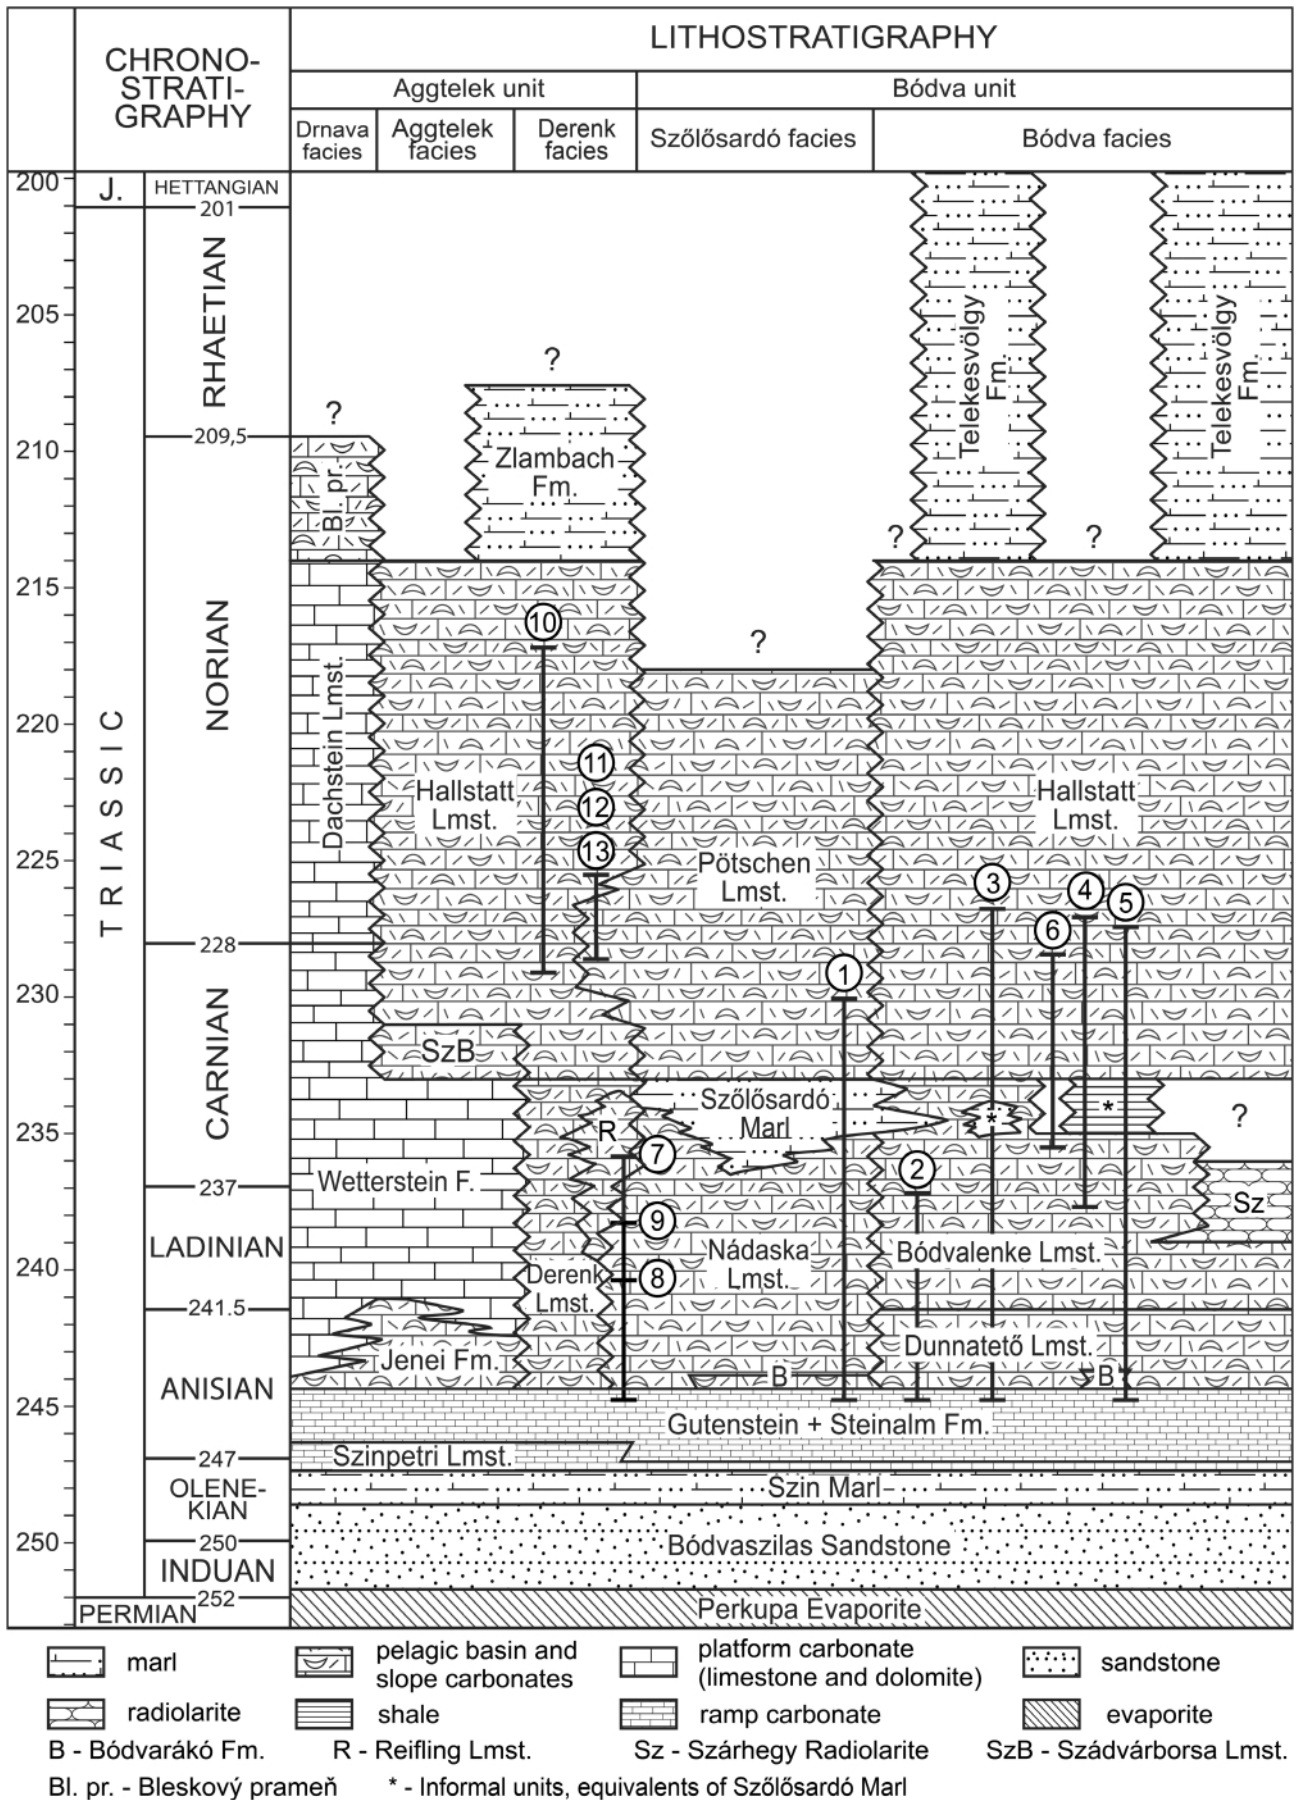 CHRONO-
STRATI-
GRAPHY
LITHOSTRATIGRAPHY
Aggtelek unit
Bódva unit
Drnava
facies
Aggtelek
facies
Derenk
facies
Szőlősardó facies
Bódva facies
200
J.
HETTANGIAN
201
RHAETIAN
205
Telekesvölgy
Fm.
Telekesvölgy
Fm.
?
?
209,5
210
Bl. pr.
Zlambach
Fm.
?
?
215
NORIAN
10
?
220
TRIASSIC
Dachstein Lmst.
11
Hallstatt
Lmst.
12
Hallstatt
Lmst.
13
225
Pötschen
Lmst.
3
4
5
6
228
1
230
CARNIAN
SzB
Szőlősardó
Marl
*
*
?
R
235
7
2
Wetterstein F.
237
Sz
9
LADINIAN
Nádaska
Lmst.
Bódvalenke Lmst.
240
Derenk
Lmst.
8
241.5
Dunnatető Lmst.
Jenei Fm.
B
B
ANISIAN
245
Gutenstein + Steinalm Fm.
247
Szinpetri Lmst.
OLENE-
KIAN
Szin Marl
250
250
Bódvaszilas Sandstone
INDUAN
252
PERMIAN
Perkupa Evaporite
marl
pelagic basin and
slope carbonates
platform carbonate
(limestone and dolomite)
sandstone
radiolarite
shale
ramp carbonate
evaporite
B - Bódvarákó Fm.
R - Reifling Lmst.
Sz - Szárhegy Radiolarite
SzB - Szádvárborsa Lmst.
Bl. pr. - Bleskový prameň
* - Informal units, equivalents of Szőlősardó Marl